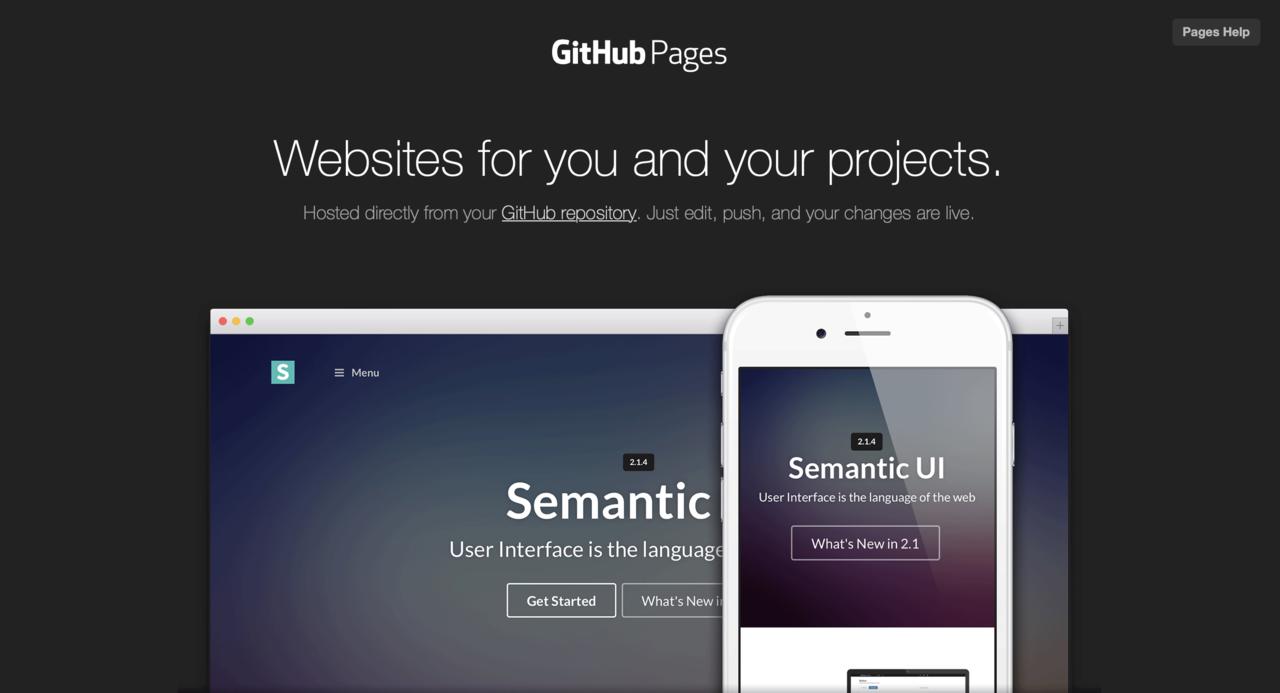 Pages Help
GitHub Pages
Websites for you and your projects.
Hosted directly from your GitHub repository. Just edit, push, and your changes are live.
S
Menu
2.1.4
Semantic
User Interface is the language
Get Started
What's New in
2.1.4
Semantic UI
User Interface is the language of the web
What's New in 2.1